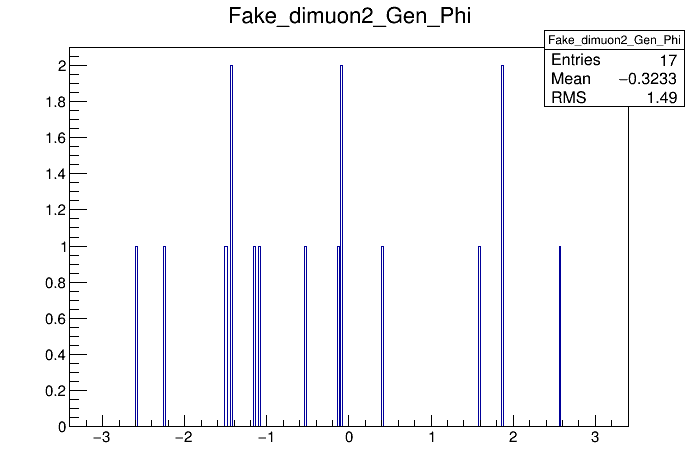 Fake_dimuon2_Gen_Phi
Fake_dimuon2_Gen_Phi
Entries 17
Mean −0.3233
RMS 1.49
2
1.8
1.6
1.4
1.2
1
0.8
0.6
0.4
0.2
0
−3 −2 −1 0 1 2 3